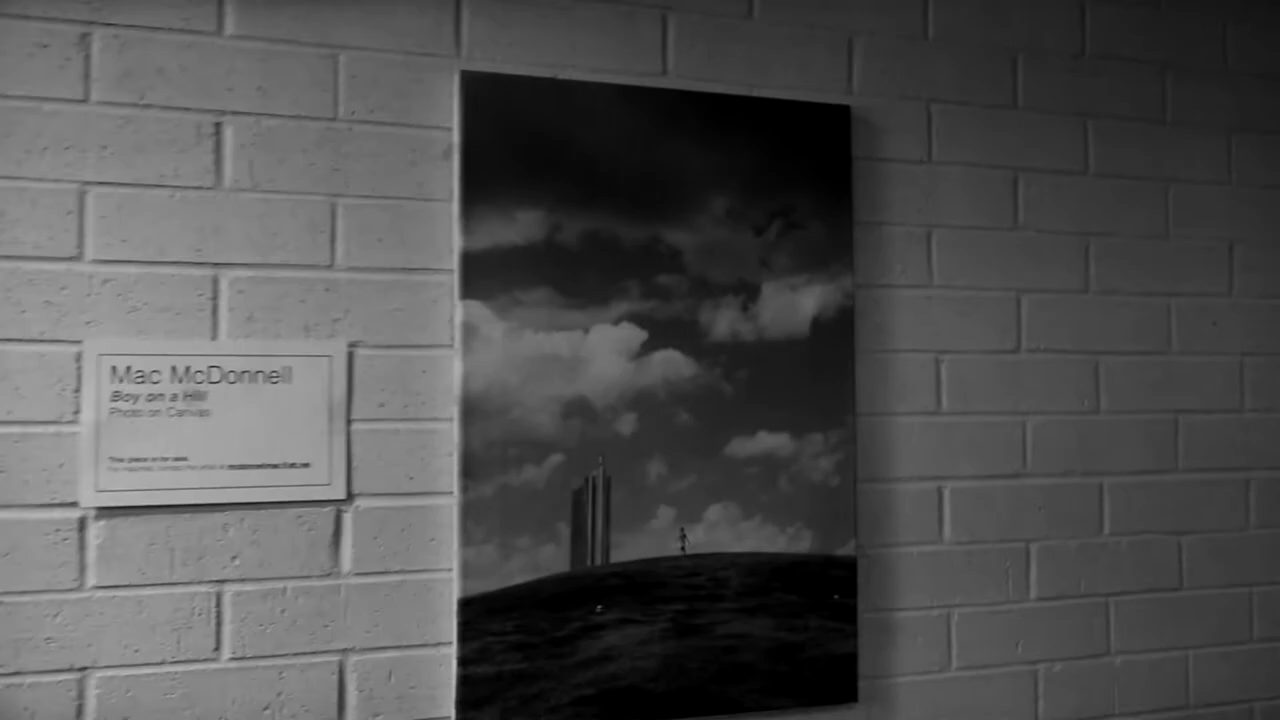 Mac McDonnell
Boy on a Hill
Photo on Canvas
This piece is for sale.